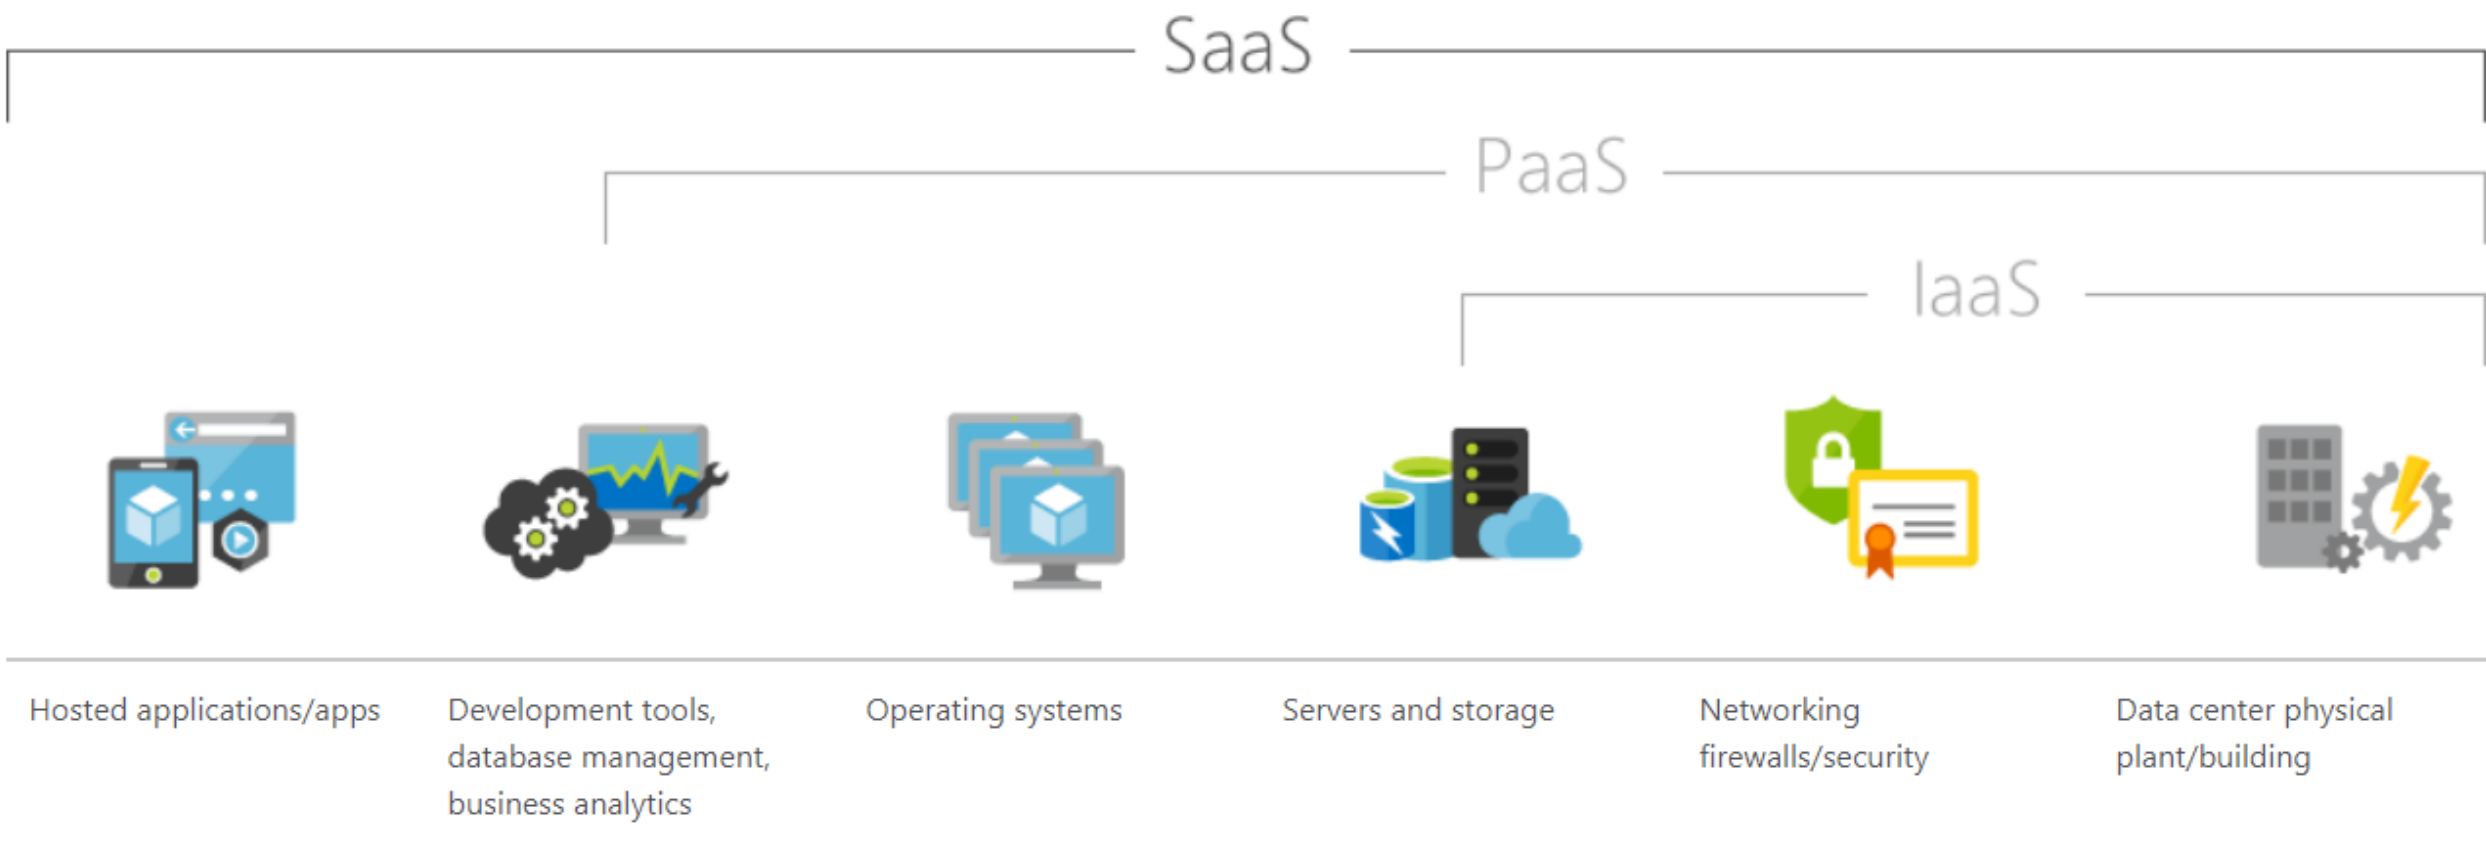 SaaS
PaaS
IaaS
Hosted applications/apps
Development tools,
database management,
business analytics
Operating systems
Servers and storage
Networking
firewalls/security
Data center physical
plant/building